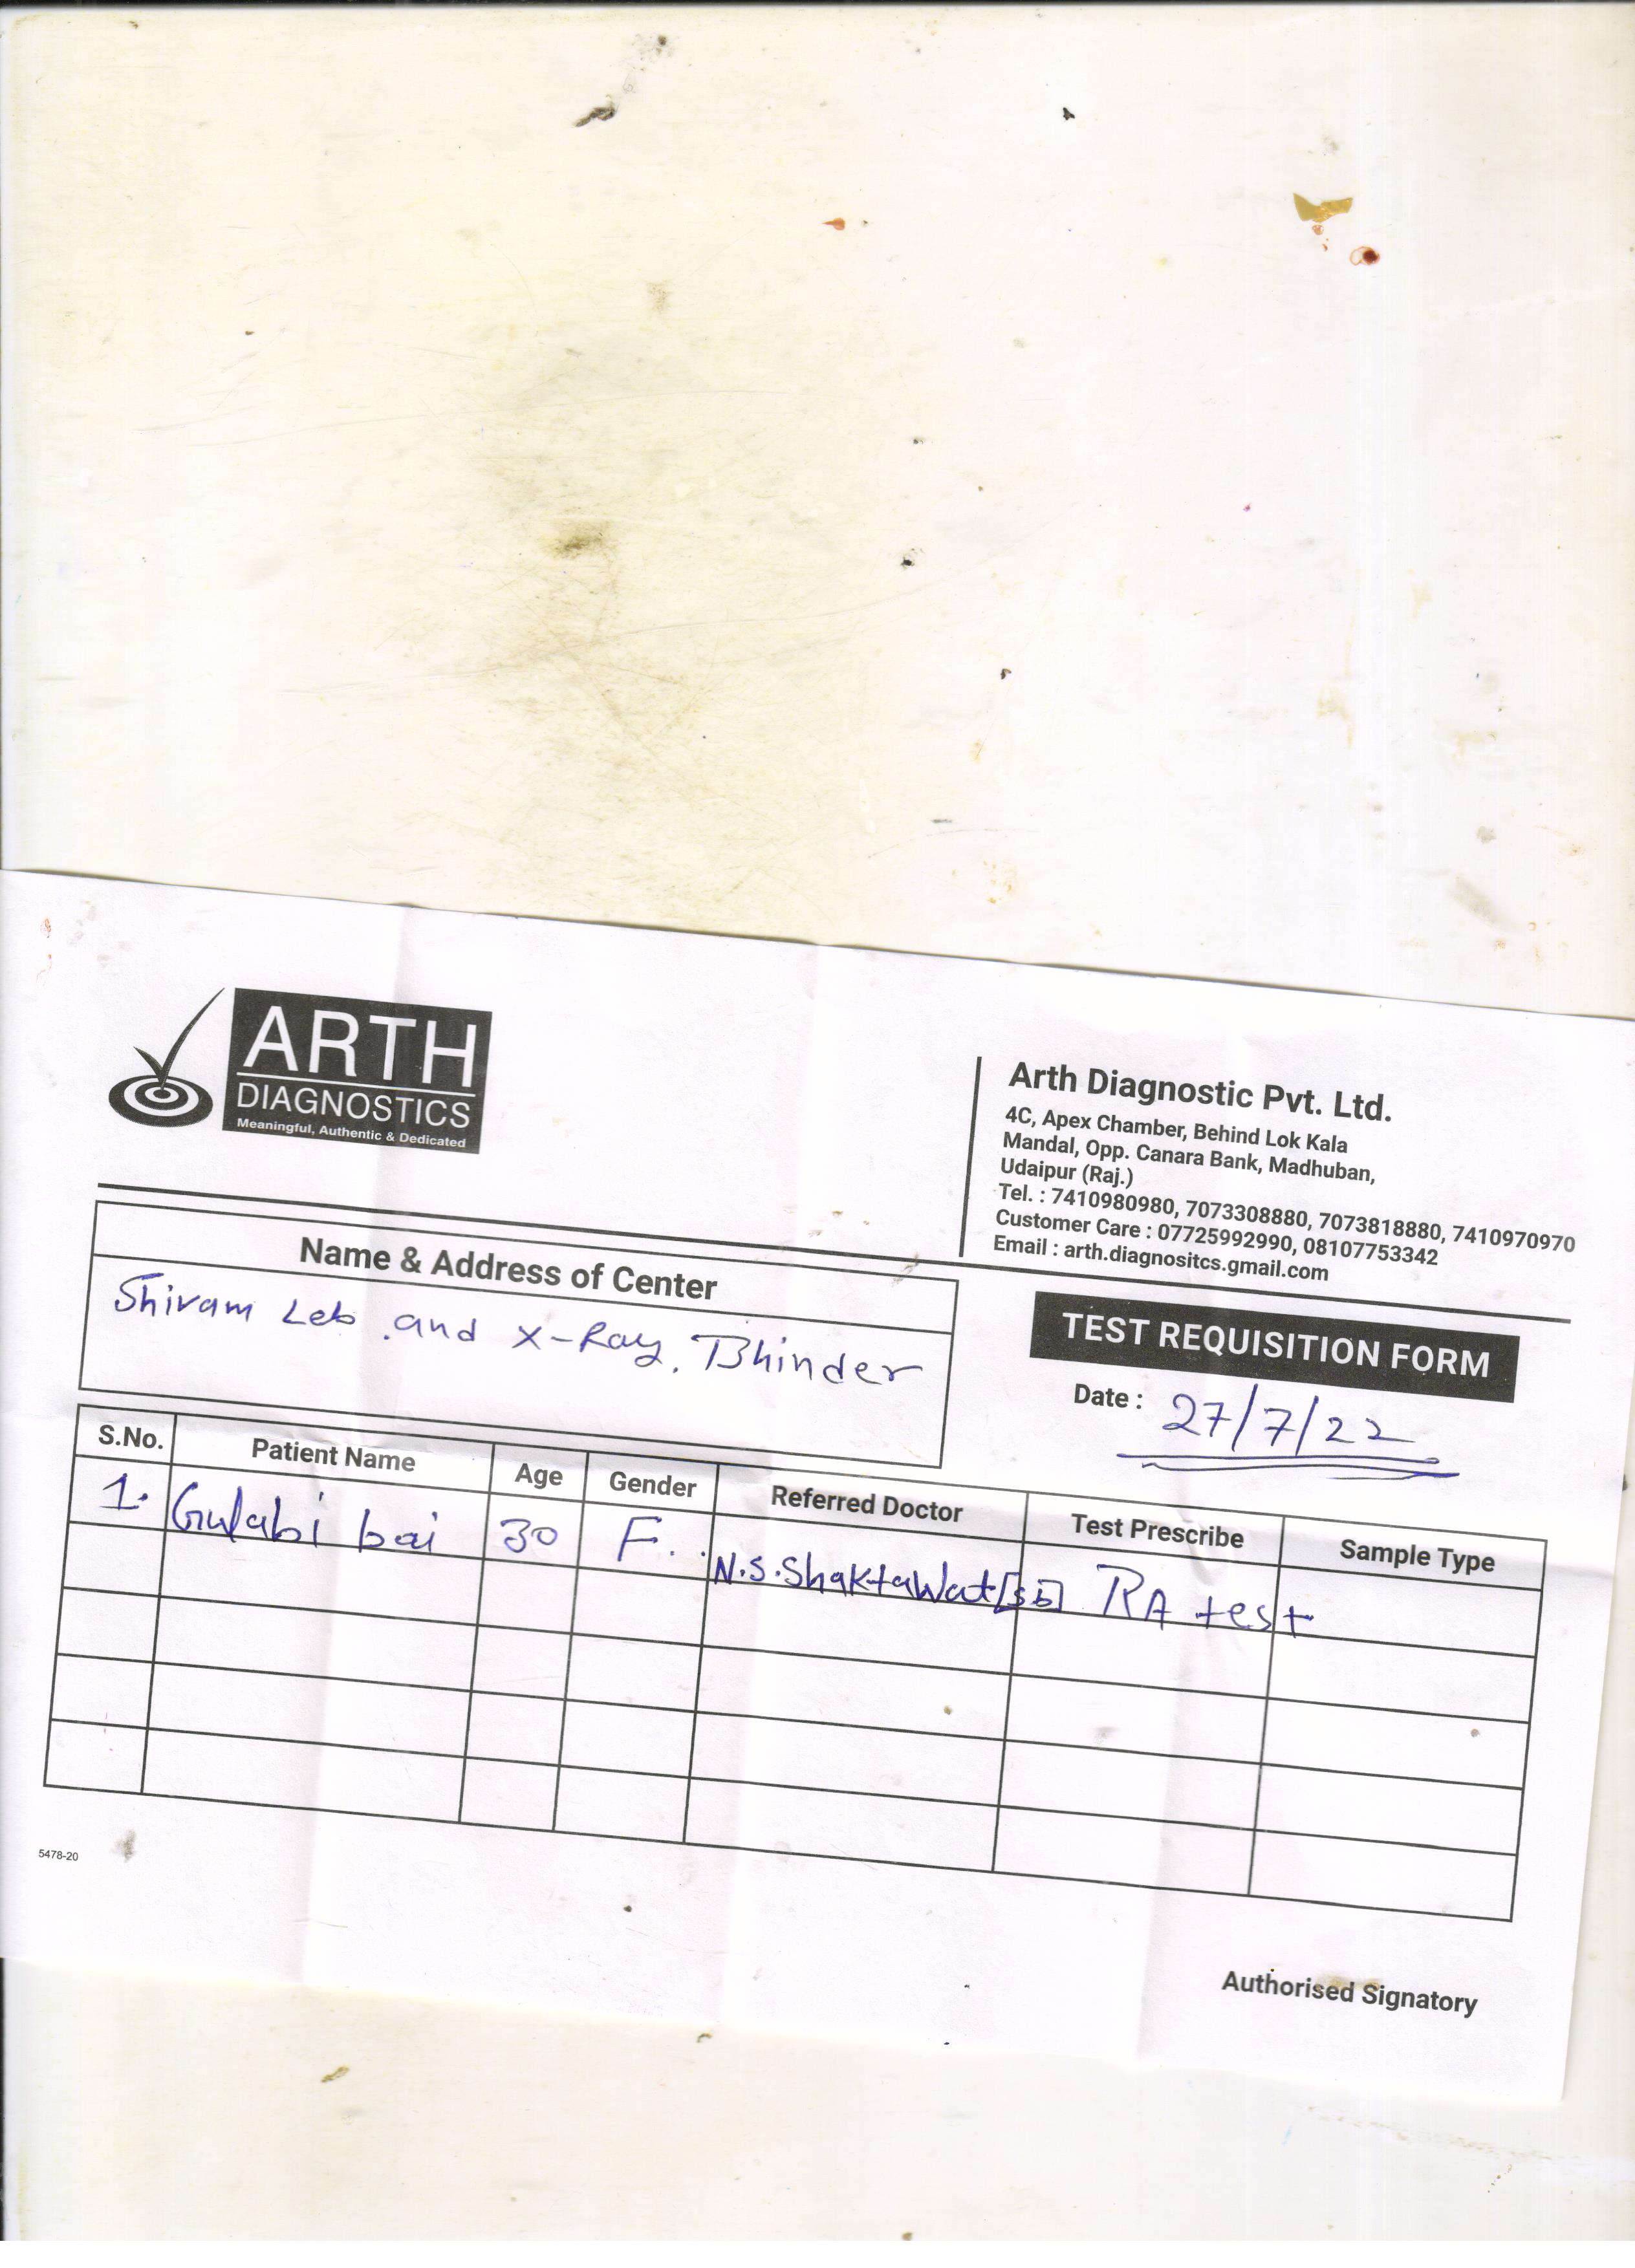 ARTH
DIAGNOSTICS
Meaningful, Authentic & Dedicated
Arth Diagnostic Pvt. Ltd.
4C, Apex Chamber, Behind Lok Kala
Mandal, Opp. Canara Bank, Madhuban,
Udaipur (Raj.)
Tel. : 7410980980, 7073308880, 7073818880, 7410970970
Customer Care : 07725992990, 08107753342
Email : arth.diagnositcs.gmail.com
Name & Address of Center
Shivam Leb and X-Ray. Bhinder
TEST REQUISITION FORM
Date : 27/7/22
S.No. Patient Name Age Gender Referred Doctor Test Prescribe Sample Type
1. Gulabi bai 30 F. N.S.Shaktawat RA test
5478-20
Authorised Signatory